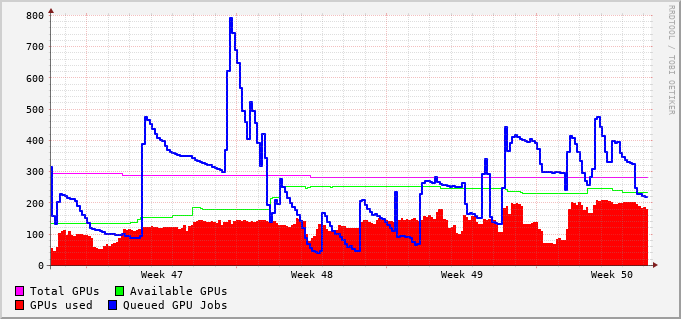 800
700
600
500
400
300
200
100
0
Week 47 Week 48 Week 49 Week 50
Total GPUs Available GPUs
GPUs used Queued GPU Jobs
RRDTOOL / TOBI OETIKER